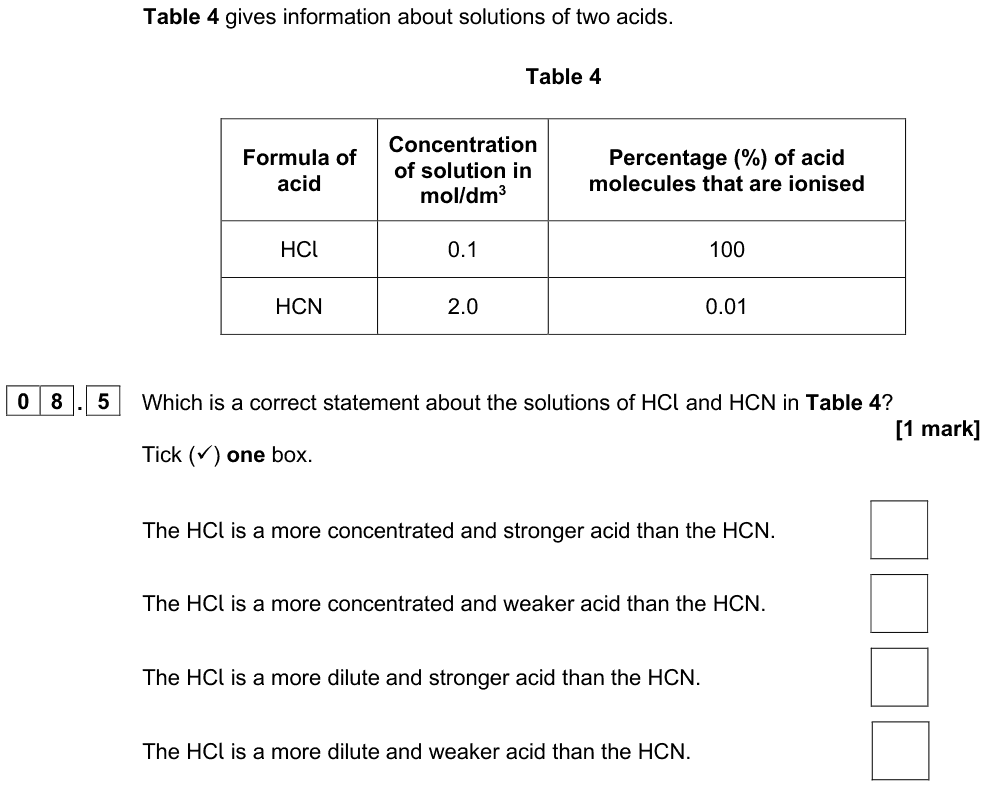 Table 4 gives information about solutions of two acids.
Table 4
Formula of acid
Concentration of solution in mol/dm³
Percentage (%) of acid molecules that are ionised
HCl
0.1
100
HCN
2.0
0.01
0 8 . 5 Which is a correct statement about the solutions of HCl and HCN in Table 4?
[1 mark]
Tick (✓) one box.
The HCl is a more concentrated and stronger acid than the HCN.
The HCl is a more concentrated and weaker acid than the HCN.
The HCl is a more dilute and stronger acid than the HCN.
The HCl is a more dilute and weaker acid than the HCN.